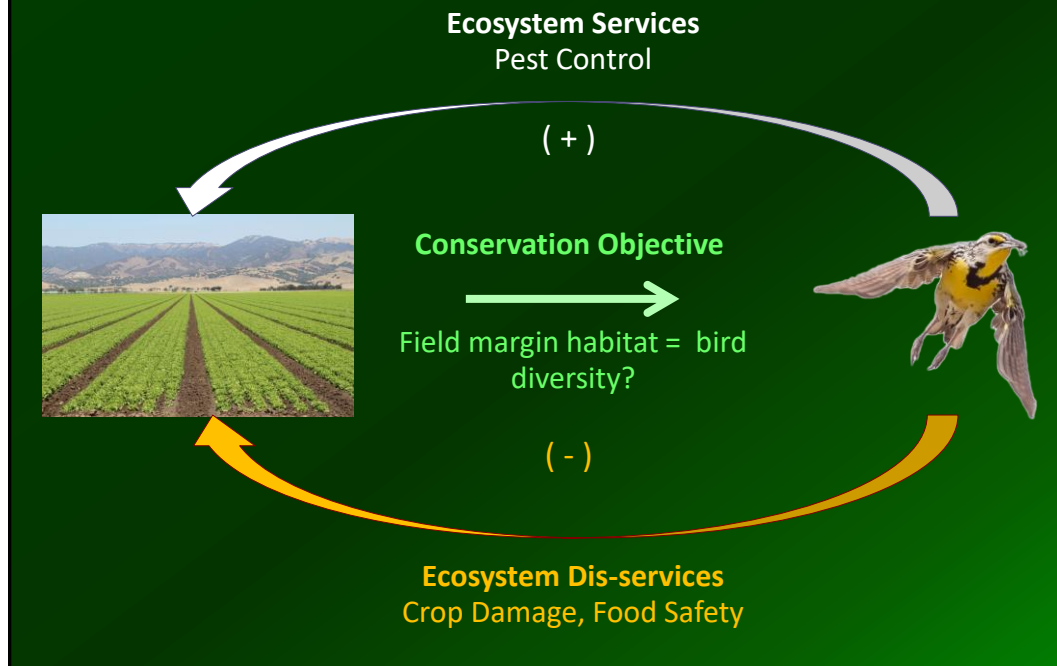 Ecosystem Services
Pest Control
( + )
Conservation Objective
Field margin habitat = bird
diversity?
( - )
Ecosystem Dis-services
Crop Damage, Food Safety